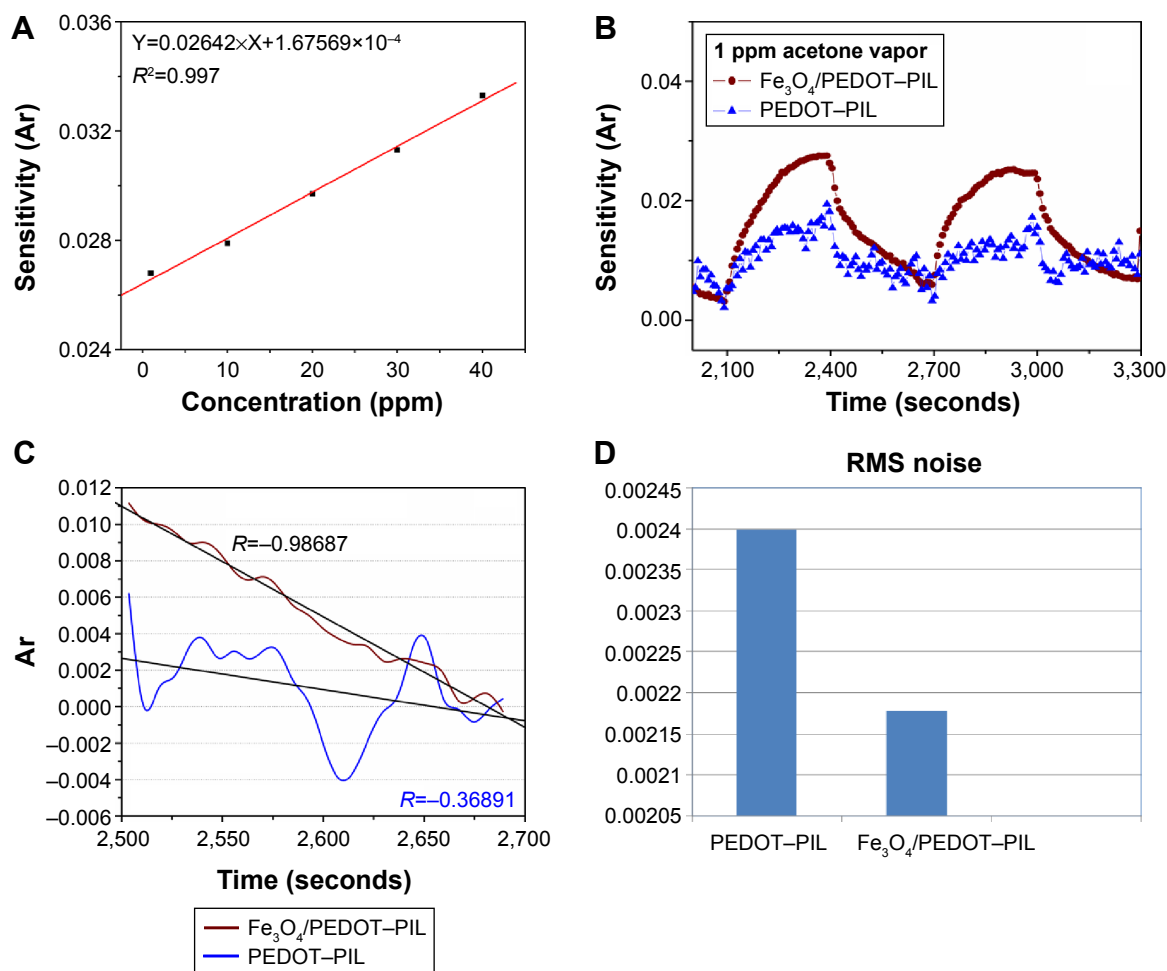 A
Y=0.02642×X+1.67569×10⁻⁴
R²=0.997
0.036
0.032
0.028
0.024
Sensitivity (Ar)
0 10 20 30 40
Concentration (ppm)
B
1 ppm acetone vapor
Fe₃O₄/PEDOT–PIL
PEDOT–PIL
0.04
0.02
0.00
Sensitivity (Ar)
2,100 2,400 2,700 3,000 3,300
Time (seconds)
C
0.012
0.010
0.008
0.006
0.004
0.002
0.000
–0.002
–0.004
–0.006
Ar
R=–0.98687
R=–0.36891
2,500 2,550 2,600 2,650 2,700
Time (seconds)
Fe₃O₄/PEDOT–PIL
PEDOT–PIL
D
RMS noise
0.00245
0.0024
0.00235
0.0023
0.00225
0.0022
0.00215
0.0021
0.00205
PEDOT–PIL Fe₃O₄/PEDOT–PIL